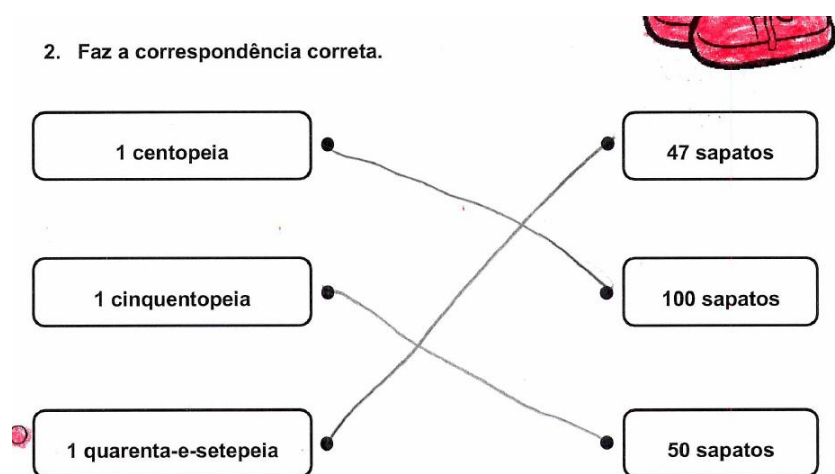 2. Faz a correspondência correta.
1 centopeia
47 sapatos
1 cinquentopeia
100 sapatos
1 quarenta-e-setepeia
50 sapatos